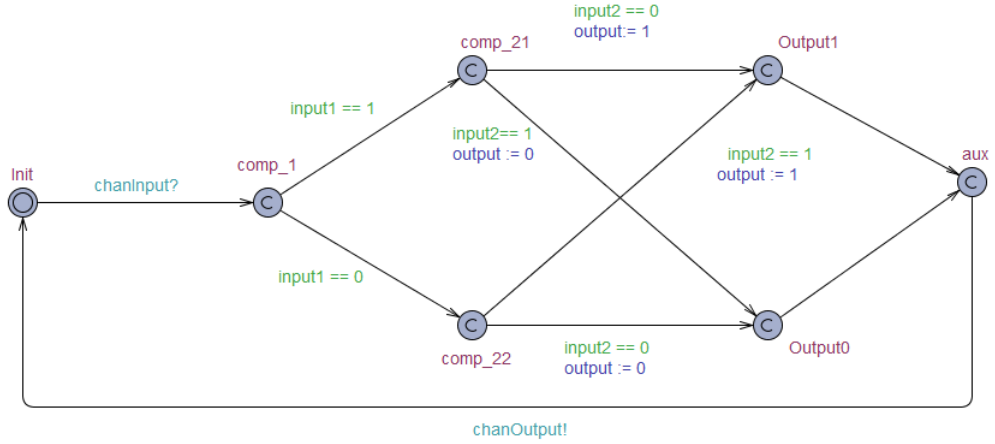 input2 == 0
output:= 1
comp_21
Output1
input1 == 1
input2== 1
output := 0
input2 == 1
output := 1
aux
comp_1
Init
chanInput?
input1 == 0
comp_22
input2 == 0
output := 0
Output0
chanOutput!